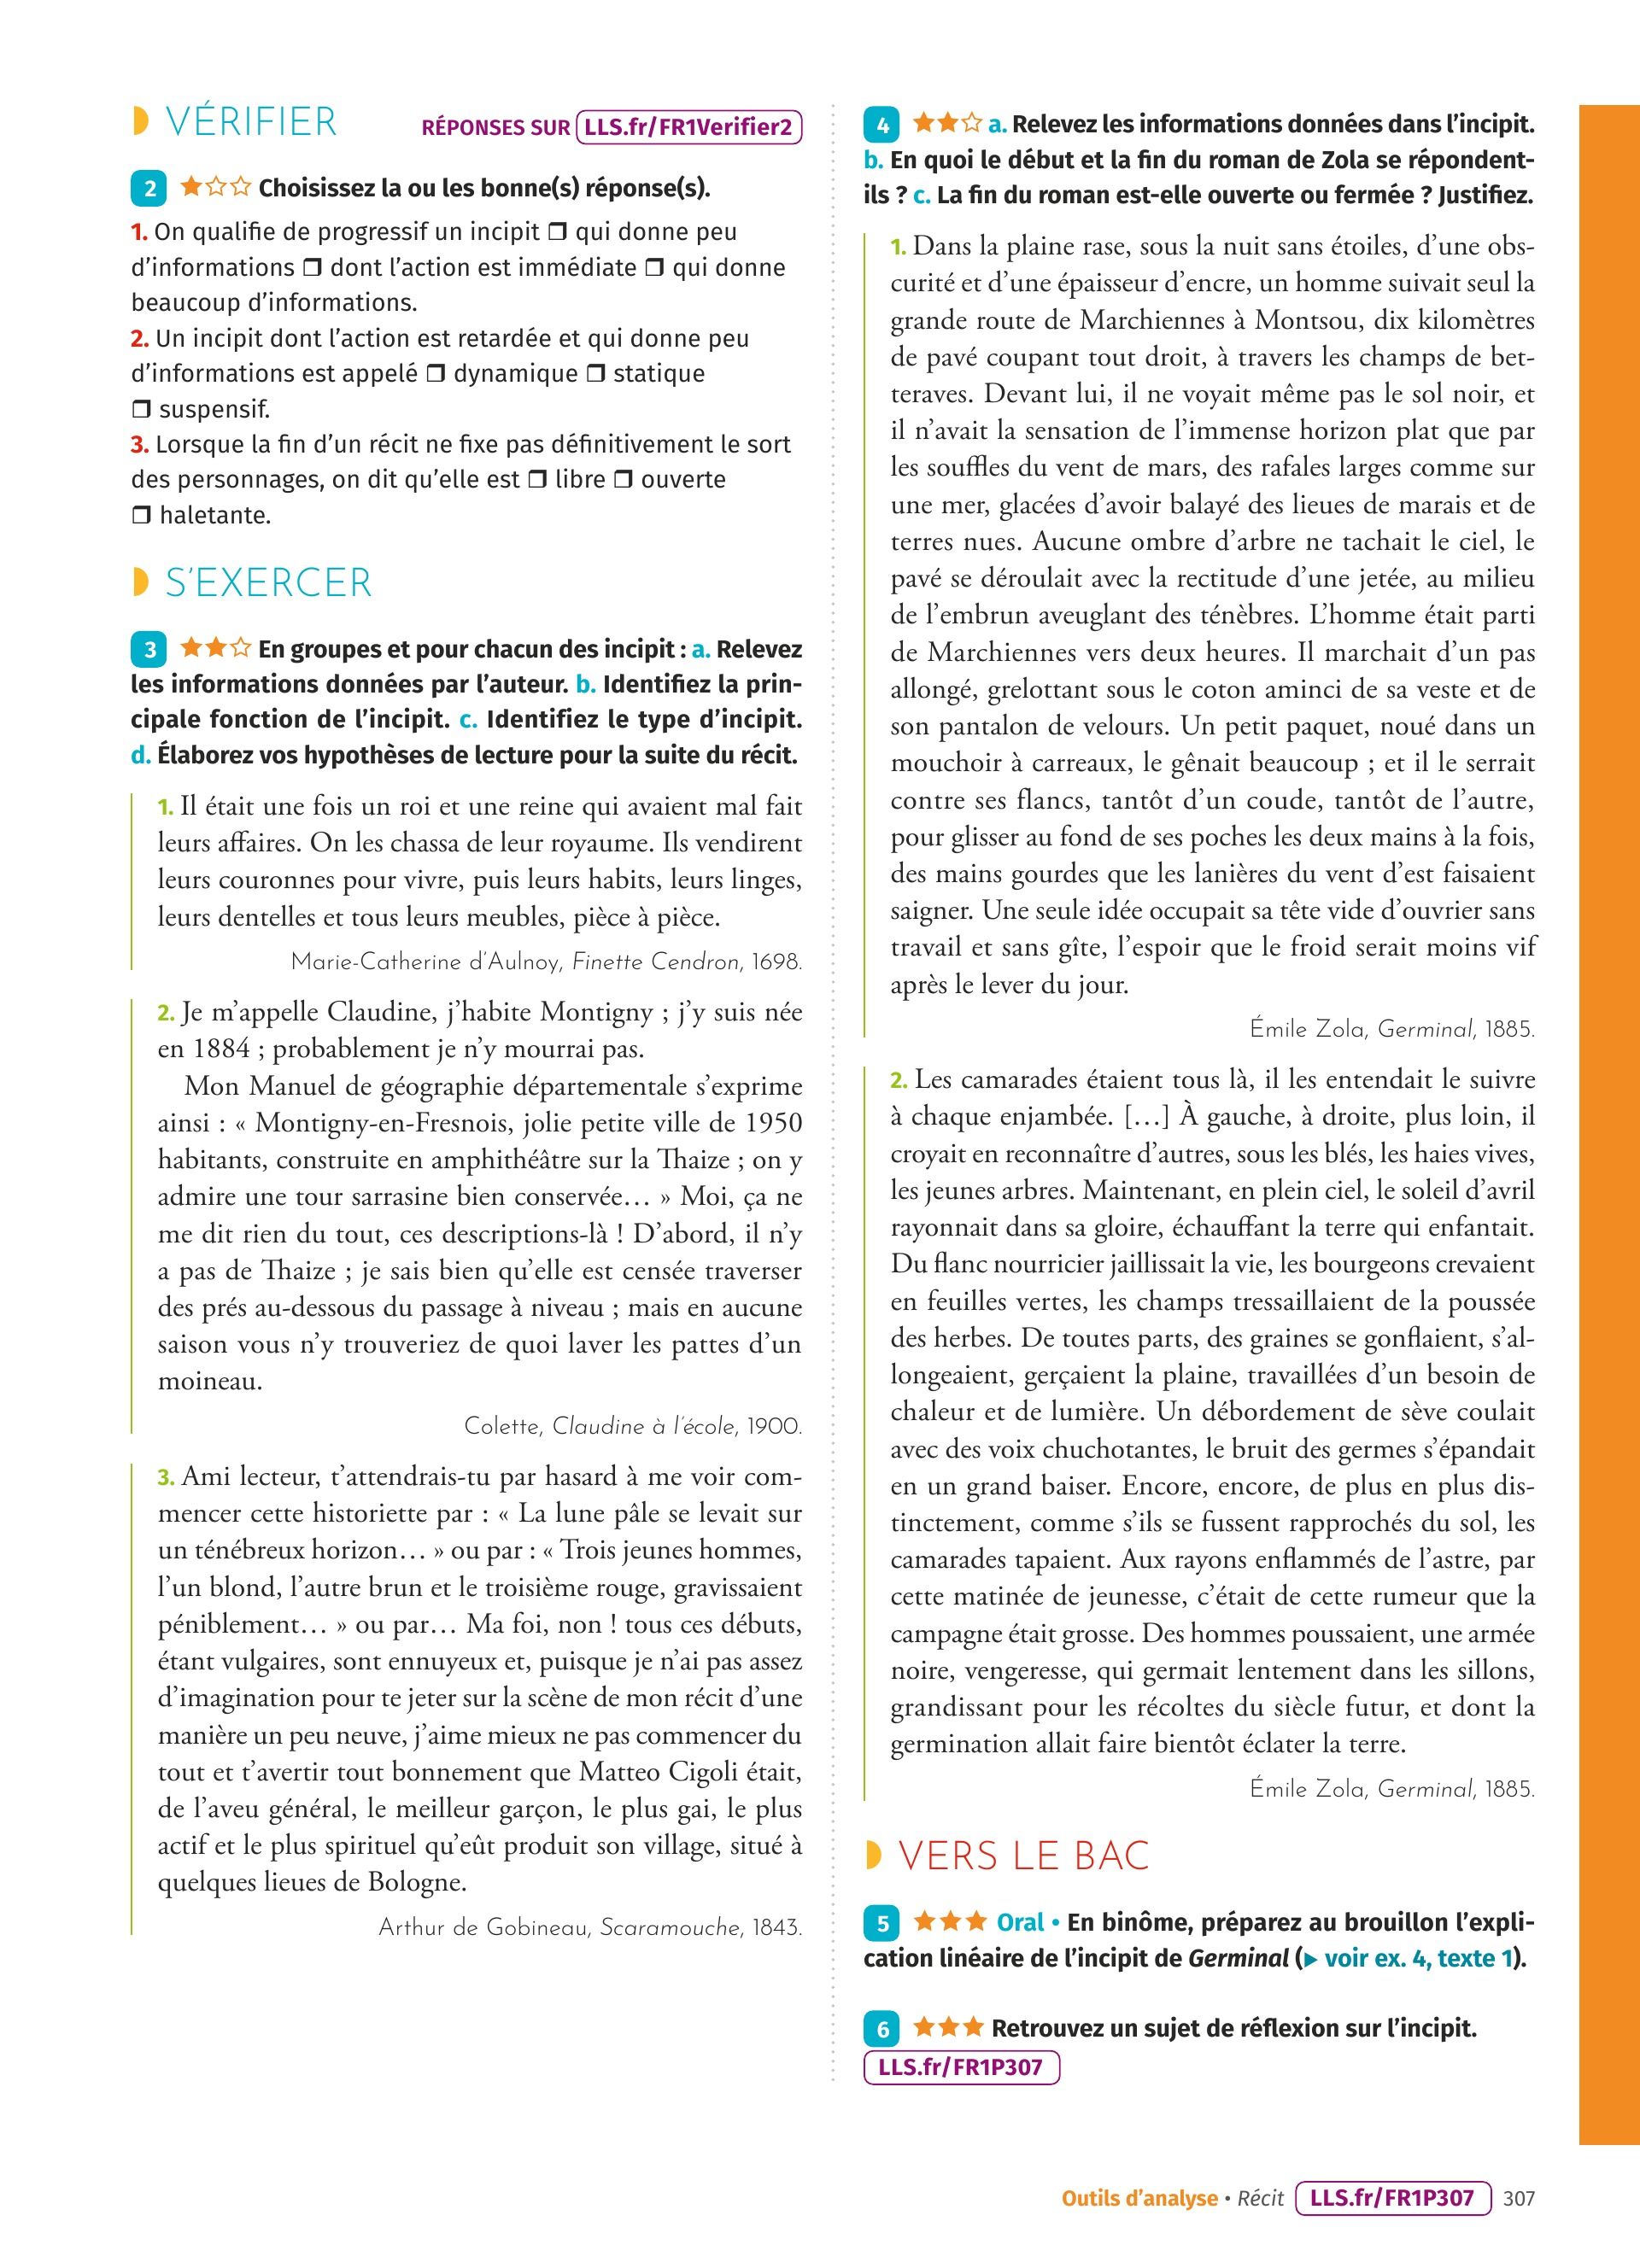 VÉRIFIER
RÉPONSES SUR LLS.fr/FR1Verifier2
2 Choisissez la ou les bonne(s) réponse(s).
1. On qualifie de progressif un incipit ❒ qui donne peu
d’informations ❒ dont l’action est immédiate ❒ qui donne
beaucoup d’informations.
2. Un incipit dont l’action est retardée et qui donne peu
d’informations est appelé ❒ dynamique ❒ statique
❒ suspensif.
3. Lorsque la fin d’un récit ne fixe pas définitivement le sort
des personnages, on dit qu’elle est ❒ libre ❒ ouverte
❒ haletante.
S’EXERCER
3 En groupes et pour chacun des incipit : a. Relevez
les informations données par l’auteur. b. Identifiez la prin-
cipale fonction de l’incipit. c. Identifiez le type d’incipit.
d. Élaborez vos hypothèses de lecture pour la suite du récit.
1. Il était une fois un roi et une reine qui avaient mal fait
leurs affaires. On les chassa de leur royaume. Ils vendirent
leurs couronnes pour vivre, puis leurs habits, leurs linges,
leurs dentelles et tous leurs meubles, pièce à pièce.
Marie-Catherine d’Aulnoy, Finette Cendron, 1698.
2. Je m’appelle Claudine, j’habite Montigny ; j’y suis née
en 1884 ; probablement je n’y mourrai pas.
Mon Manuel de géographie départementale s’exprime
ainsi : « Montigny-en-Fresnois, jolie petite ville de 1950
habitants, construite en amphithéâtre sur la Thaize ; on y
admire une tour sarrasine bien conservée… » Moi, ça ne
me dit rien du tout, ces descriptions-là ! D’abord, il n’y
a pas de Thaize ; je sais bien qu’elle est censée traverser
des prés au-dessous du passage à niveau ; mais en aucune
saison vous n’y trouveriez de quoi laver les pattes d’un
moineau.
Colette, Claudine à l’école, 1900.
3. Ami lecteur, t’attendrais-tu par hasard à me voir com-
mencer cette historiette par : « La lune pâle se levait sur
un ténébreux horizon… » ou par : « Trois jeunes hommes,
l’un blond, l’autre brun et le troisième rouge, gravissaient
péniblement… » ou par… Ma foi, non ! tous ces débuts,
étant vulgaires, sont ennuyeux et, puisque je n’ai pas assez
d’imagination pour te jeter sur la scène de mon récit d’une
manière un peu neuve, j’aime mieux ne pas commencer du
tout et t’avertir tout bonnement que Matteo Cigoli était,
de l’aveu général, le meilleur garçon, le plus gai, le plus
actif et le plus spirituel qu’eût produit son village, situé à
quelques lieues de Bologne.
Arthur de Gobineau, Scaramouche, 1843.
4 a. Relevez les informations données dans l’incipit.
b. En quoi le début et la fin du roman de Zola se répondent-
ils ? c. La fin du roman est-elle ouverte ou fermée ? Justifiez.
1. Dans la plaine rase, sous la nuit sans étoiles, d’une obs-
curité et d’une épaisseur d’encre, un homme suivait seul la
grande route de Marchiennes à Montsou, dix kilomètres
de pavé coupant tout droit, à travers les champs de bet-
teraves. Devant lui, il ne voyait même pas le sol noir, et
il n’avait la sensation de l’immense horizon plat que par
les souffles du vent de mars, des rafales larges comme sur
une mer, glacées d’avoir balayé des lieues de marais et de
terres nues. Aucune ombre d’arbre ne tachait le ciel, le
pavé se déroulait avec la rectitude d’une jetée, au milieu
de l’embrun aveuglant des ténèbres. L’homme était parti
de Marchiennes vers deux heures. Il marchait d’un pas
allongé, grelottant sous le coton aminci de sa veste et de
son pantalon de velours. Un petit paquet, noué dans un
mouchoir à carreaux, le gênait beaucoup ; et il le serrait
contre ses flancs, tantôt d’un coude, tantôt de l’autre,
pour glisser au fond de ses poches les deux mains à la fois,
des mains gourdes que les lanières du vent d’est faisaient
saigner. Une seule idée occupait sa tête vide d’ouvrier sans
travail et sans gîte, l’espoir que le froid serait moins vif
après le lever du jour.
Émile Zola, Germinal, 1885.
2. Les camarades étaient tous là, il les entendait le suivre
à chaque enjambée. […] À gauche, à droite, plus loin, il
croyait en reconnaître d’autres, sous les blés, les haies vives,
les jeunes arbres. Maintenant, en plein ciel, le soleil d’avril
rayonnait dans sa gloire, échauffant la terre qui enfantait.
Du flanc nourricier jaillissait la vie, les bourgeons crevaient
en feuilles vertes, les champs tressaillaient de la poussée
des herbes. De toutes parts, des graines se gonflaient, s’al-
longeaient, gerçaient la plaine, travaillées d’un besoin de
chaleur et de lumière. Un débordement de sève coulait
avec des voix chuchotantes, le bruit des germes s’épandait
en un grand baiser. Encore, encore, de plus en plus dis-
tinctement, comme s’ils se fussent rapprochés du sol, les
camarades tapaient. Aux rayons enflammés de l’astre, par
cette matinée de jeunesse, c’était de cette rumeur que la
campagne était grosse. Des hommes poussaient, une armée
noire, vengeresse, qui germait lentement dans les sillons,
grandissant pour les récoltes du siècle futur, et dont la
germination allait faire bientôt éclater la terre.
Émile Zola, Germinal, 1885.
VERS LE BAC
5 Oral • En binôme, préparez au brouillon l’expli-
cation linéaire de l’incipit de Germinal (▶ voir ex. 4, texte 1).
6 Retrouvez un sujet de réflexion sur l’incipit.
LLS.fr/FR1P307
Outils d’analyse • Récit LLS.fr/FR1P307 307